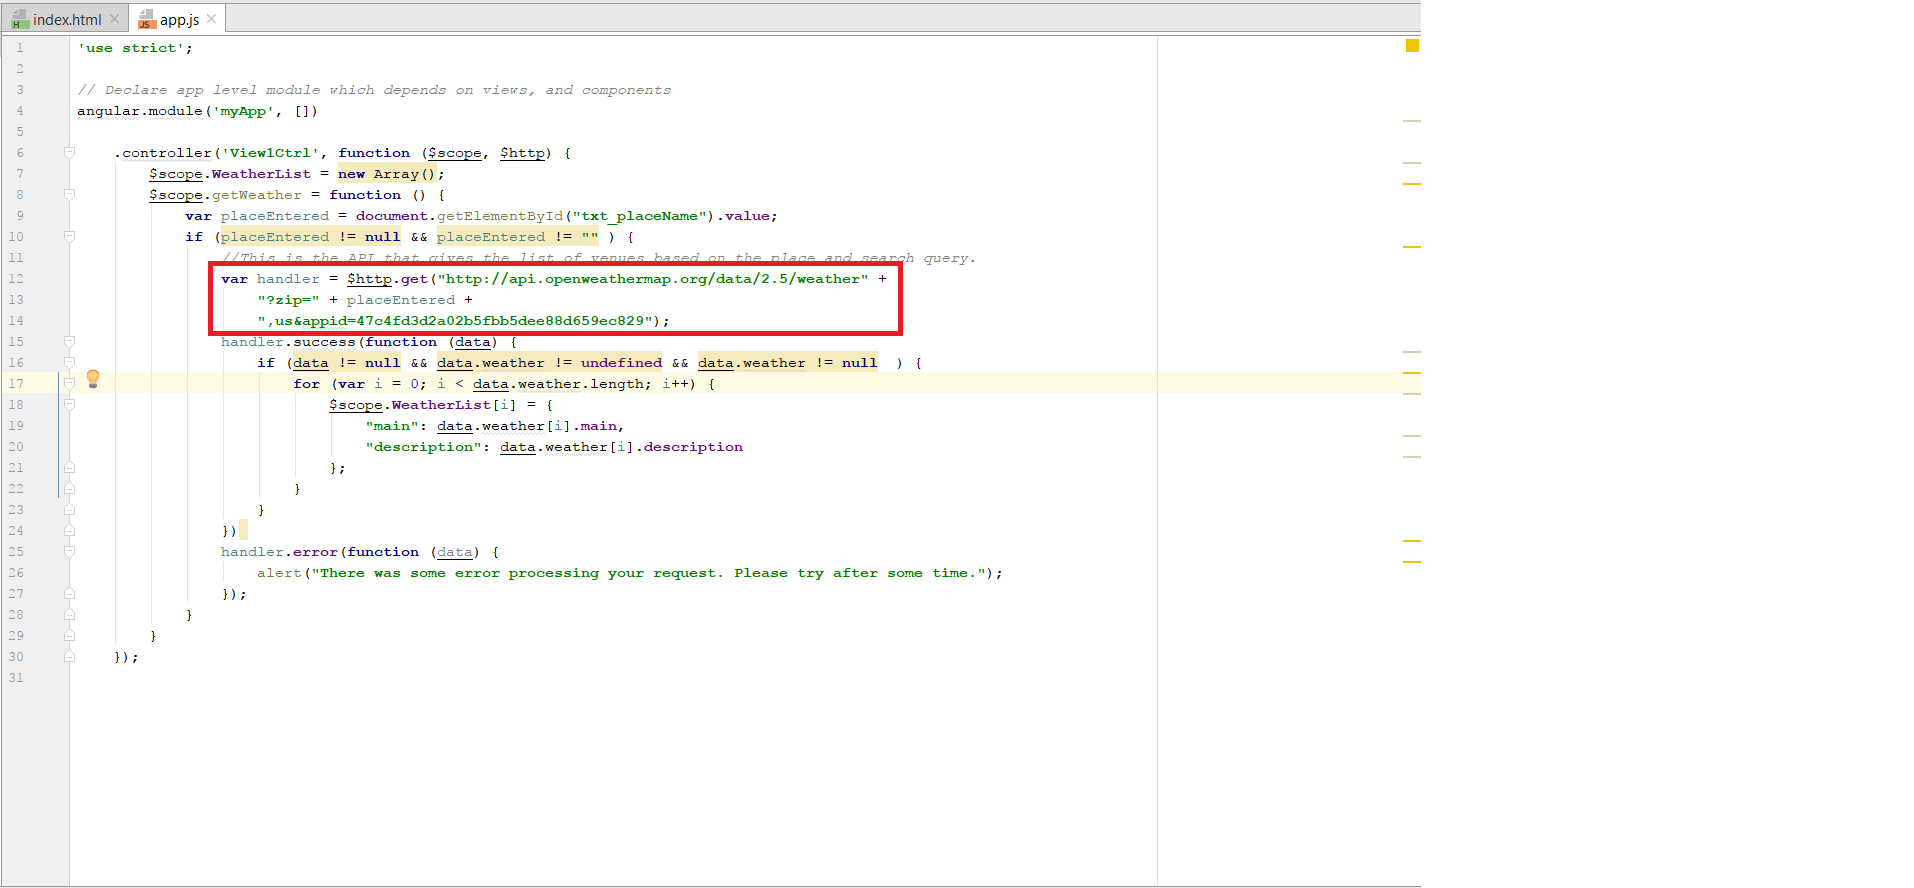 index.html
app.js
1 'use strict';
2
3 // Declare app level module which depends on views, and components
4 angular.module('myApp', [])
5
6 .controller('View1Ctrl', function ($scope, $http) {
7 $scope.WeatherList = new Array();
8 $scope.getWeather = function () {
9 var placeEntered = document.getElementById("txt_placeName").value;
10 if (placeEntered != null && placeEntered != "" ) {
11 //This is the API that gives the list of venues based on the place and search query.
12 var handler = $http.get("http://api.openweathermap.org/data/2.5/weather" +
13 "?zip=" + placeEntered +
14 ",us&appid=47c4fd3d2a02b5fbb5dee88d659ec829");
15 handler.success(function (data) {
16 if (data != null && data.weather != undefined && data.weather != null  ) {
17 for (var i = 0; i < data.weather.length; i++) {
18 $scope.WeatherList[i] = {
19 "main": data.weather[i].main,
20 "description": data.weather[i].description
21 };
22 }
23 }
24 })
25 handler.error(function (data) {
26 alert("There was some error processing your request. Please try after some time.");
27 });
28 }
29 }
30 });
31